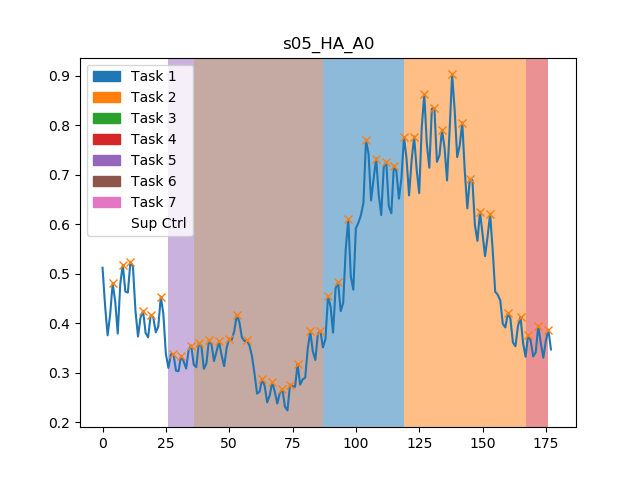 s05_HA_A0
0.9
0.8
0.7
0.6
0.5
0.4
0.3
0.2
Task 1
Task 2
Task 3
Task 4
Task 5
Task 6
Task 7
Sup Ctrl
0 25 50 75 100 125 150 175